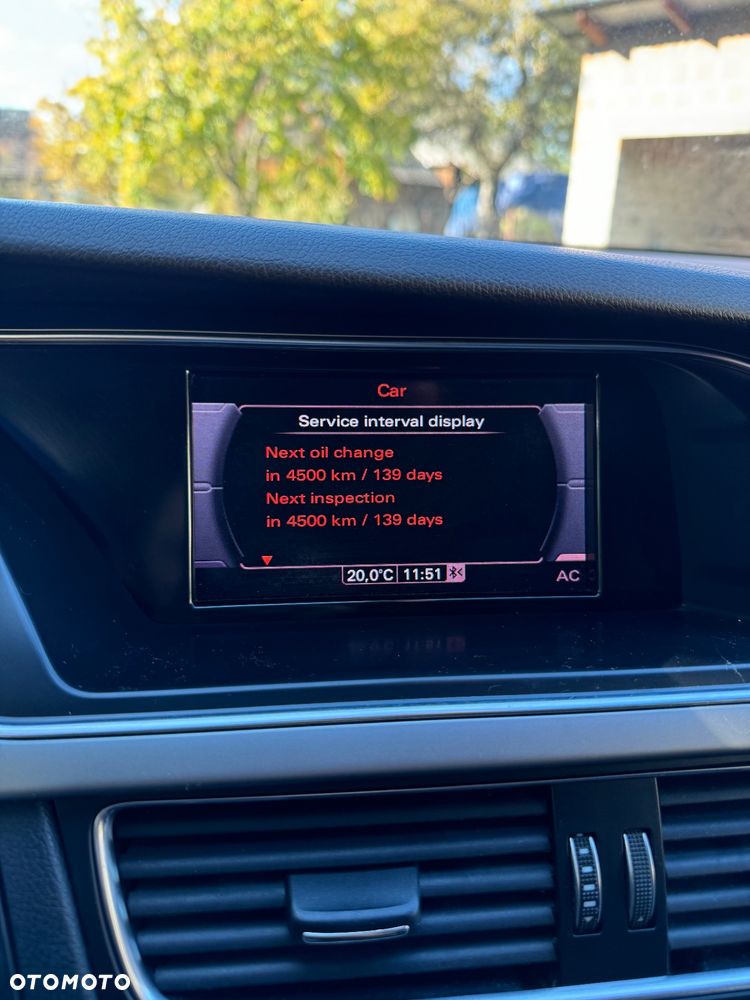 Car
Service interval display
Next oil change
in 4500 km / 139 days
Next inspection
in 4500 km / 139 days
20,0°C 11:51
AC
OTOMOTO